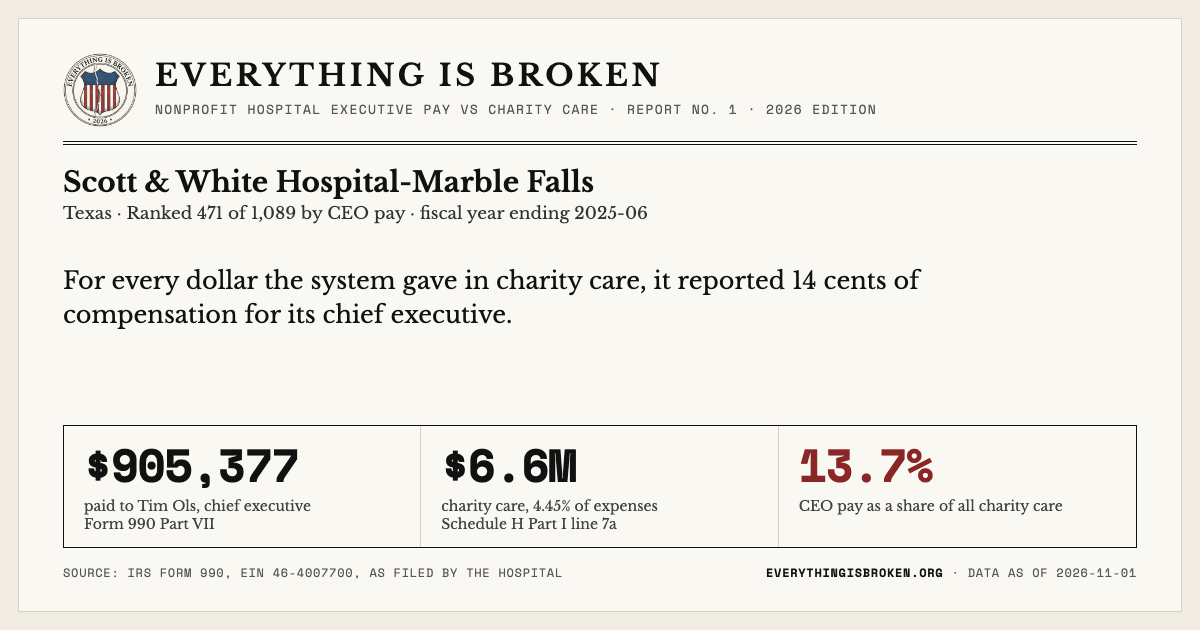 EVERYTHING IS BROKEN
· 2026 ·
EVERYTHING IS BROKEN
NONPROFIT HOSPITAL EXECUTIVE PAY VS CHARITY CARE · REPORT NO. 1 · 2026 EDITION
Scott & White Hospital-Marble Falls
Texas · Ranked 471 of 1,089 by CEO pay · fiscal year ending 2025-06
For every dollar the system gave in charity care, it reported 14 cents of
compensation for its chief executive.
$905,377
paid to Tim Ols, chief executive
Form 990 Part VII
$6.6M
charity care, 4.45% of expenses
Schedule H Part I line 7a
13.7%
CEO pay as a share of all charity care
SOURCE: IRS FORM 990, EIN 46-4007700, AS FILED BY THE HOSPITAL
EVERYTHINGISBROKEN.ORG · DATA AS OF 2026-11-01